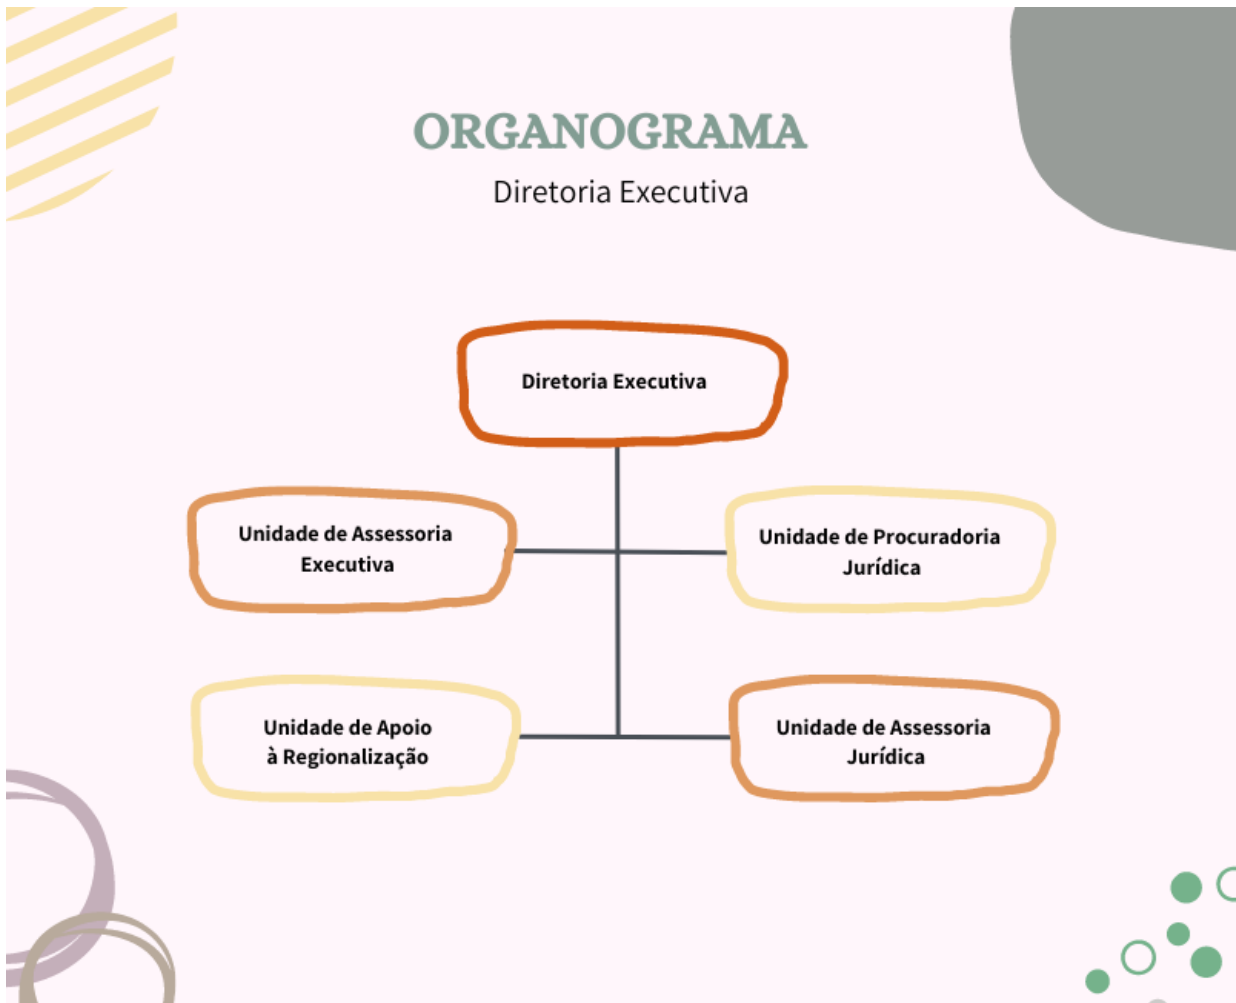 ORGANOGRAMA
Diretoria Executiva
Diretoria Executiva
Unidade de Assessoria
Executiva
Unidade de Procuradoria
Jurídica
Unidade de Apoio
à Regionalização
Unidade de Assessoria
Jurídica